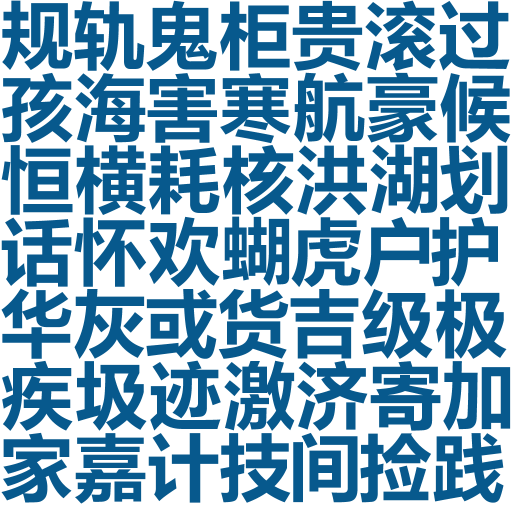 规轨鬼柜贵滚过
孩海害寒航豪候
恒横耗核洪湖划
话怀欢蝴虎户护
华灰或货吉级极
疾圾迹激济寄加
家嘉计技间捡践